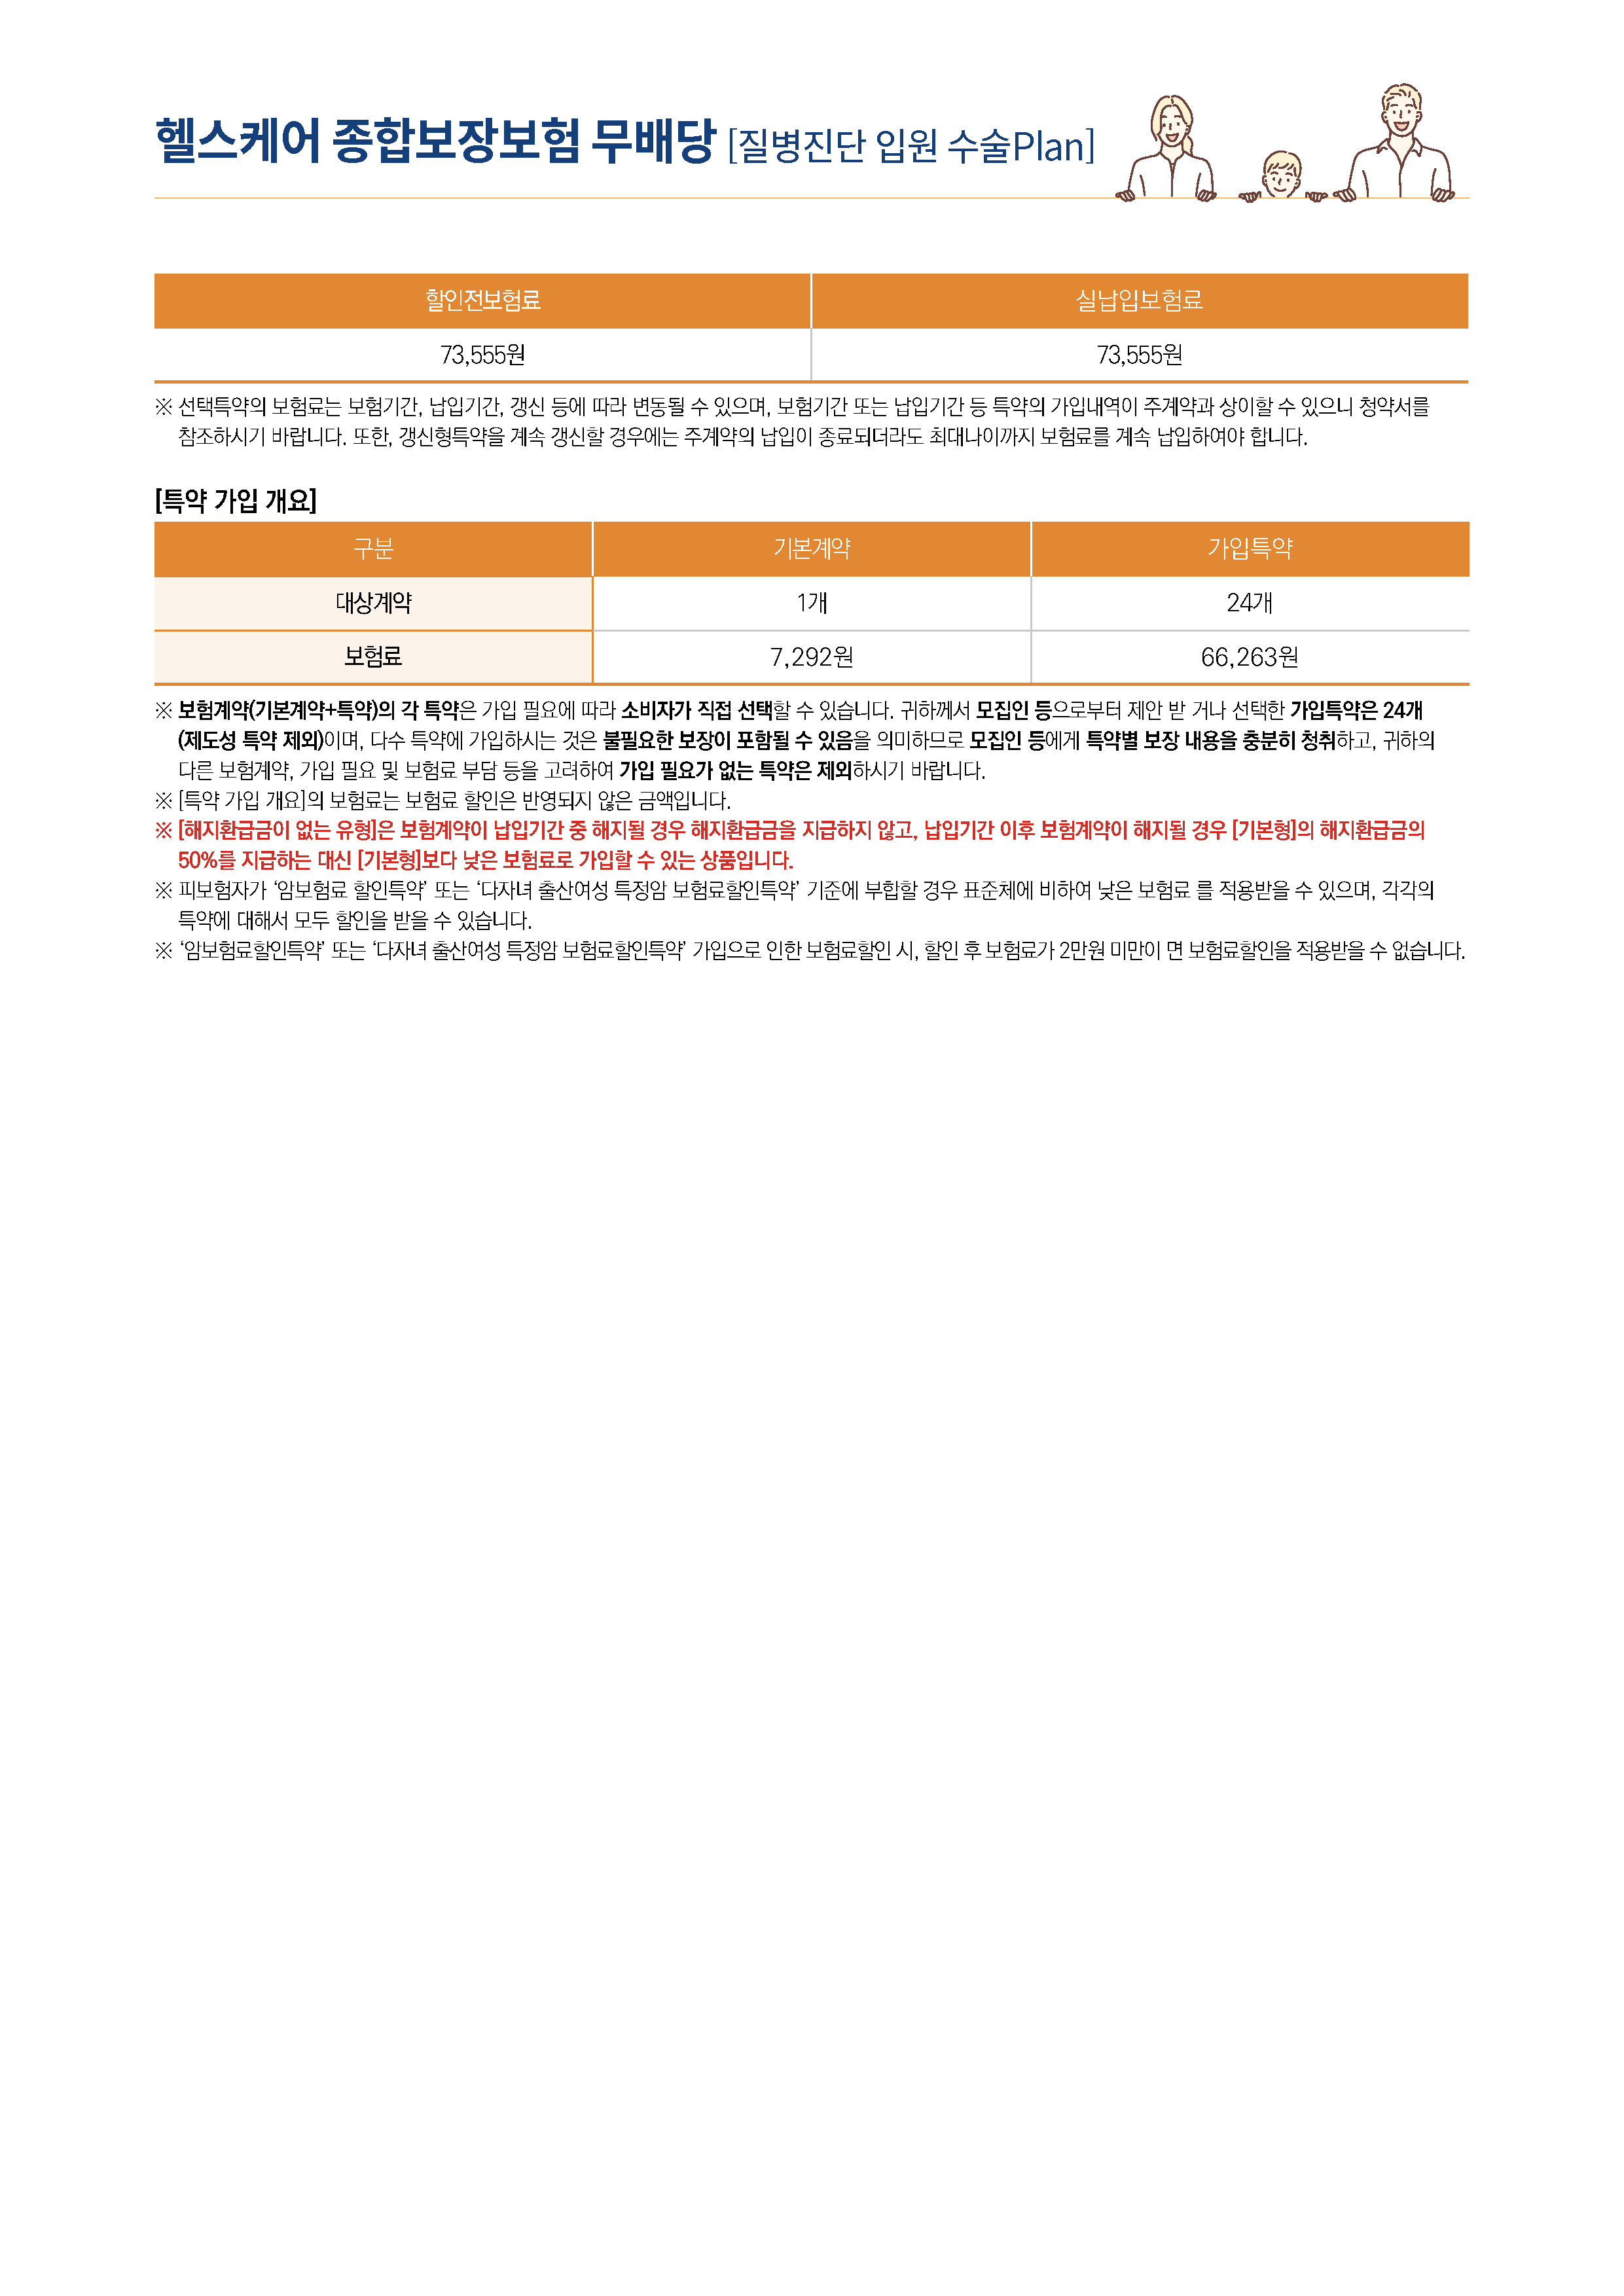 헬스케어 종합보장보험 무배당 [질병진단 입원 수술Plan]
할인전보험료 실납입보험료
73,555원 73,555원
※ 선택특약의 보험료는 보험기간, 납입기간, 갱신 등에 따라 변동될 수 있으며, 보험기간 또는 납입기간 등 특약의 가입내역이 주계약과 상이할 수 있으니 청약서를
참조하시기 바랍니다. 또한, 갱신형특약을 계속 갱신할 경우에는 주계약의 납입이 종료되더라도 최대나이까지 보험료를 계속 납입하여야 합니다.
[특약 가입 개요]
구분 기본계약 가입특약
대상계약 1개 24개
보험료 7,292원 66,263원
※ 보험계약(기본계약+특약)의 각 특약은 가입 필요에 따라 소비자가 직접 선택할 수 있습니다. 귀하께서 모집인 등으로부터 제안 받 거나 선택한 가입특약은 24개
(제도성 특약 제외)이며, 다수 특약에 가입하시는 것은 불필요한 보장이 포함될 수 있음을 의미하므로 모집인 등에게 특약별 보장 내용을 충분히 청취하고, 귀하의
다른 보험계약, 가입 필요 및 보험료 부담 등을 고려하여 가입 필요가 없는 특약은 제외하시기 바랍니다.
※ [특약 가입 개요]의 보험료는 보험료 할인은 반영되지 않은 금액입니다.
※ [해지환급금이 없는 유형]은 보험계약이 납입기간 중 해지될 경우 해지환급금을 지급하지 않고, 납입기간 이후 보험계약이 해지될 경우 [기본형]의 해지환급금의
50%를 지급하는 대신 [기본형]보다 낮은 보험료로 가입할 수 있는 상품입니다.
※ 피보험자가 ‘암보험료 할인특약’ 또는 ‘다자녀 출산여성 특정암 보험료할인특약’ 기준에 부합할 경우 표준체에 비하여 낮은 보험료 를 적용받을 수 있으며, 각각의
특약에 대해서 모두 할인을 받을 수 있습니다.
※ ‘암보험료할인특약’ 또는 ‘다자녀 출산여성 특정암 보험료할인특약’ 가입으로 인한 보험료할인 시, 할인 후 보험료가 2만원 미만이 면 보험료할인을 적용받을 수 없습니다.